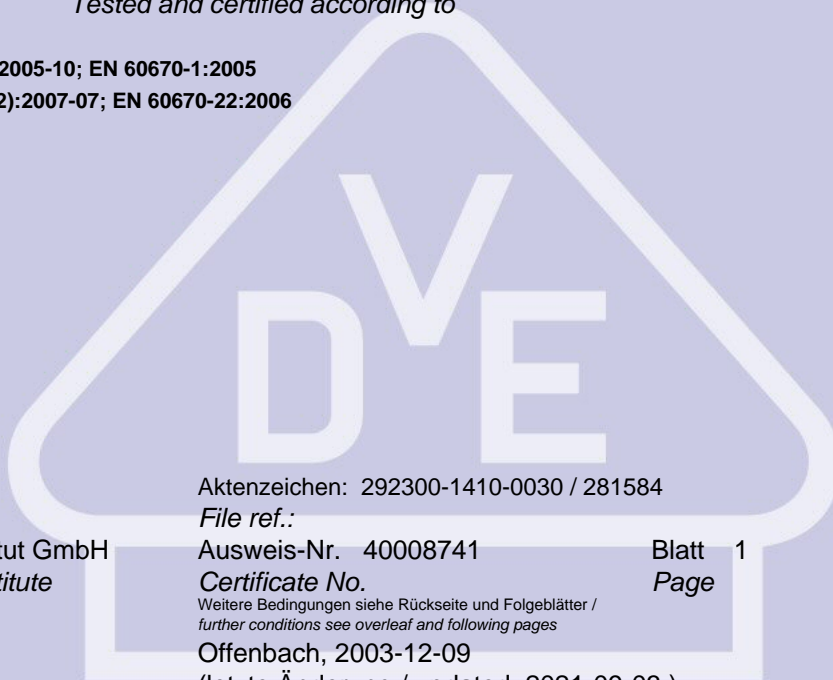 Tested and certified according to
2005-10; EN 60670-1:2005
2):2007-07; EN 60670-22:2006
V
D E
Aktenzeichen: 292300-1410-0030 / 281584
File ref.:
tut GmbH Ausweis-Nr. 40008741 Blatt 1
titute Certificate No. Page
Weitere Bedingungen siehe Rückseite und Folgeblätter /
further conditions see overleaf and following pages
Offenbach, 2003-12-09